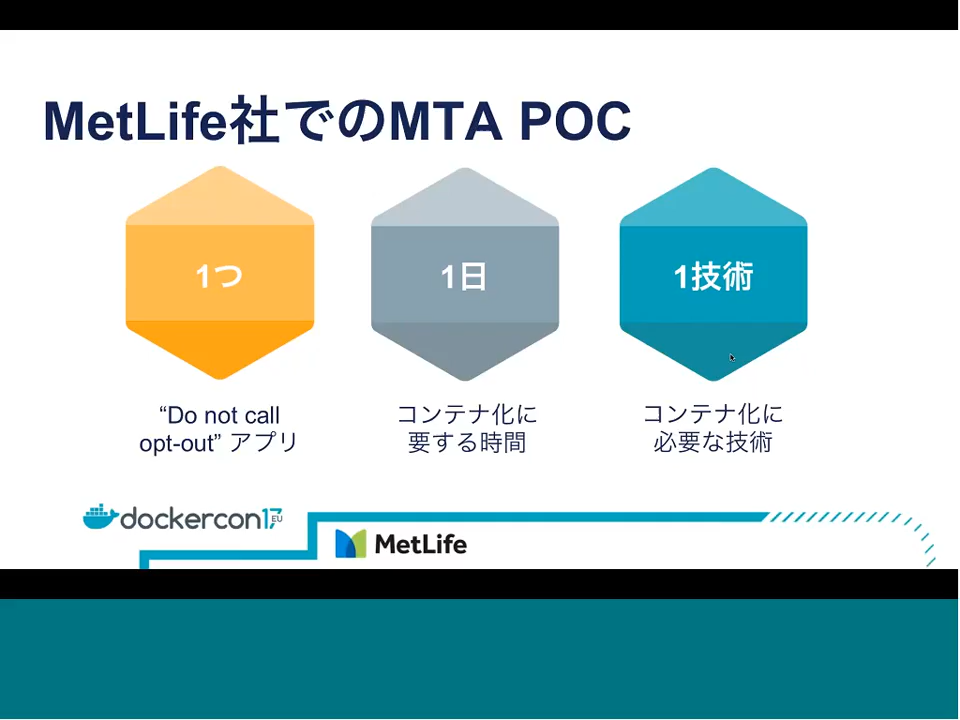 MetLife社でのMTA POC
1つ
1日
1技術
“Do not call
opt-out” アプリ
コンテナ化に
要する時間
コンテナ化に
必要な技術
dockercon17 EU
MetLife